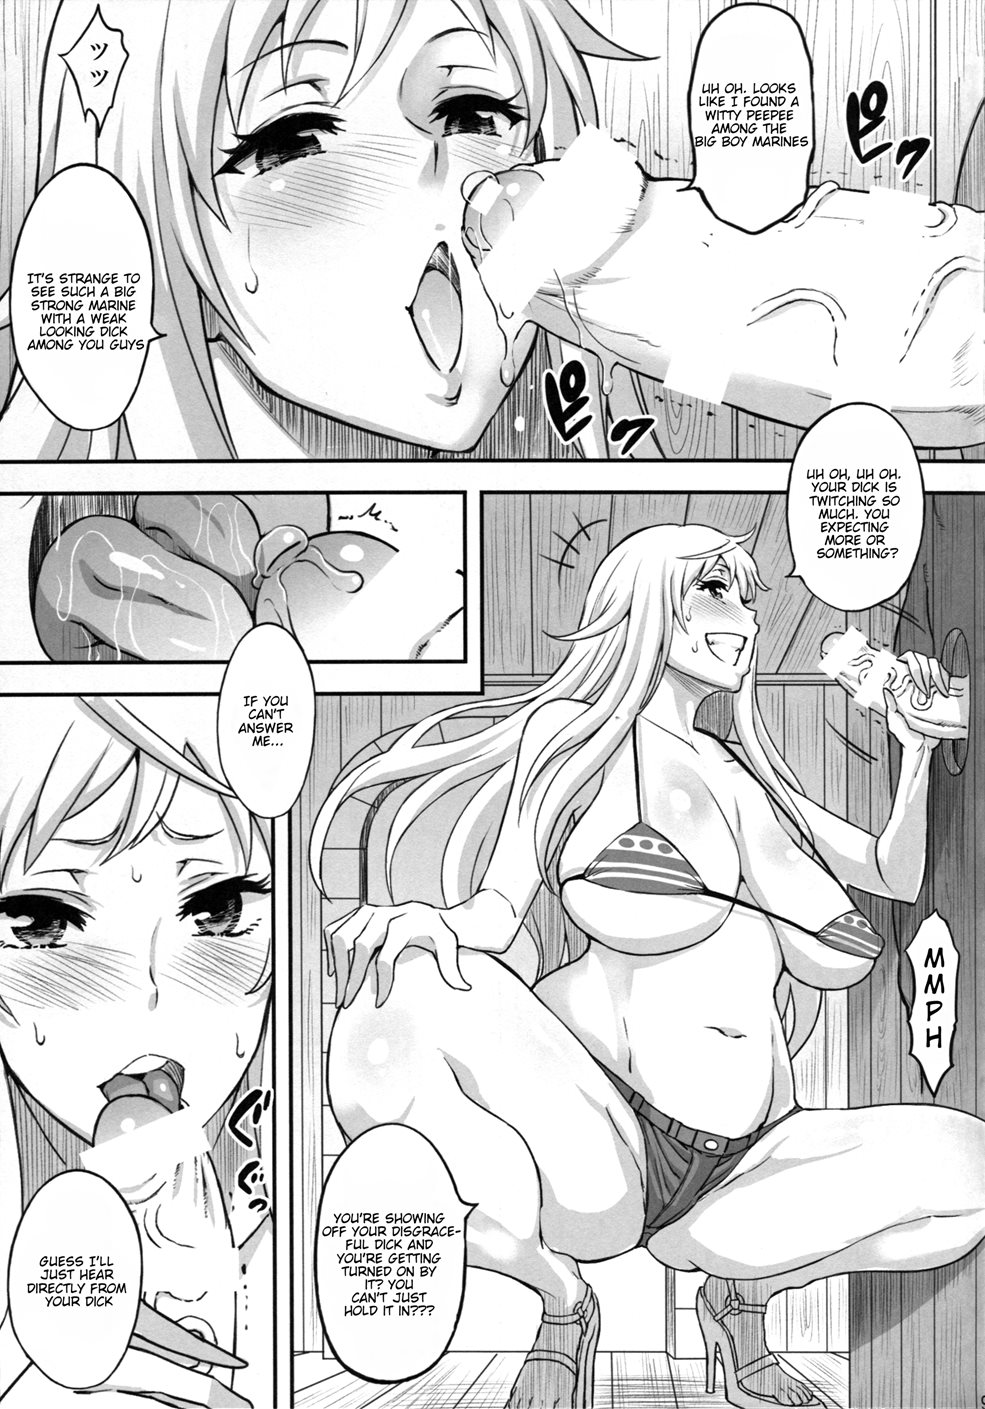 UH OH. LOOKS
LIKE I FOUND A
WITTY PEEPEE
AMONG THE
BIG BOY MARINES
ピッ
ッッ
IT'S STRANGE TO
SEE SUCH A BIG
STRONG MARINE
WITH A WEAK
LOOKING DICK
AMONG YOU GUYS
ピッ
UH OH, UH OH.
YOUR DICK IS
TWITCHING SO
MUCH. YOU
EXPECTING
MORE OR
SOMETHING?
MMPH
YOU'RE SHOWING
OFF YOUR DISGRACE-
FUL DICK AND
YOU'RE GETTING
TURNED ON BY
IT? YOU
CAN'T JUST
HOLD IT IN???
IF YOU
CAN'T
ANSWER
ME...
GUESS I'LL
JUST HEAR
DIRECTLY FROM
YOUR DICK